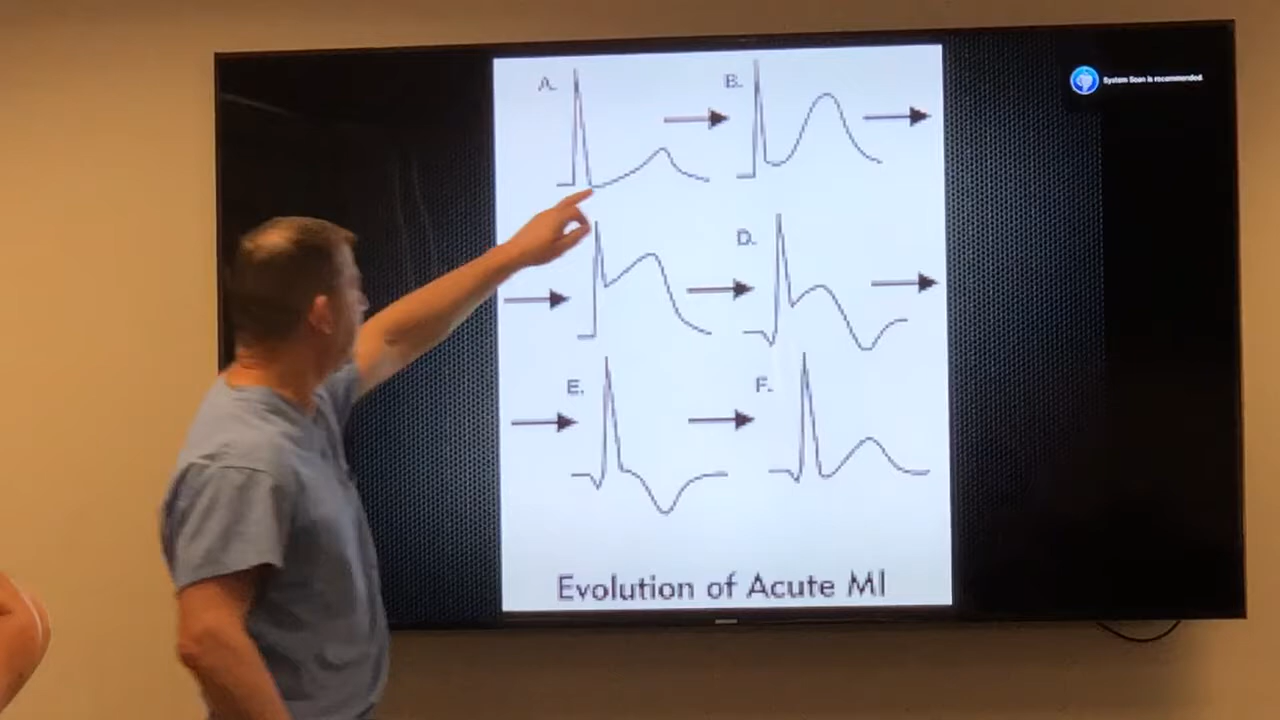 A.
B.
System Scan is recommended
D.
E.
F.
Evolution of Acute MI